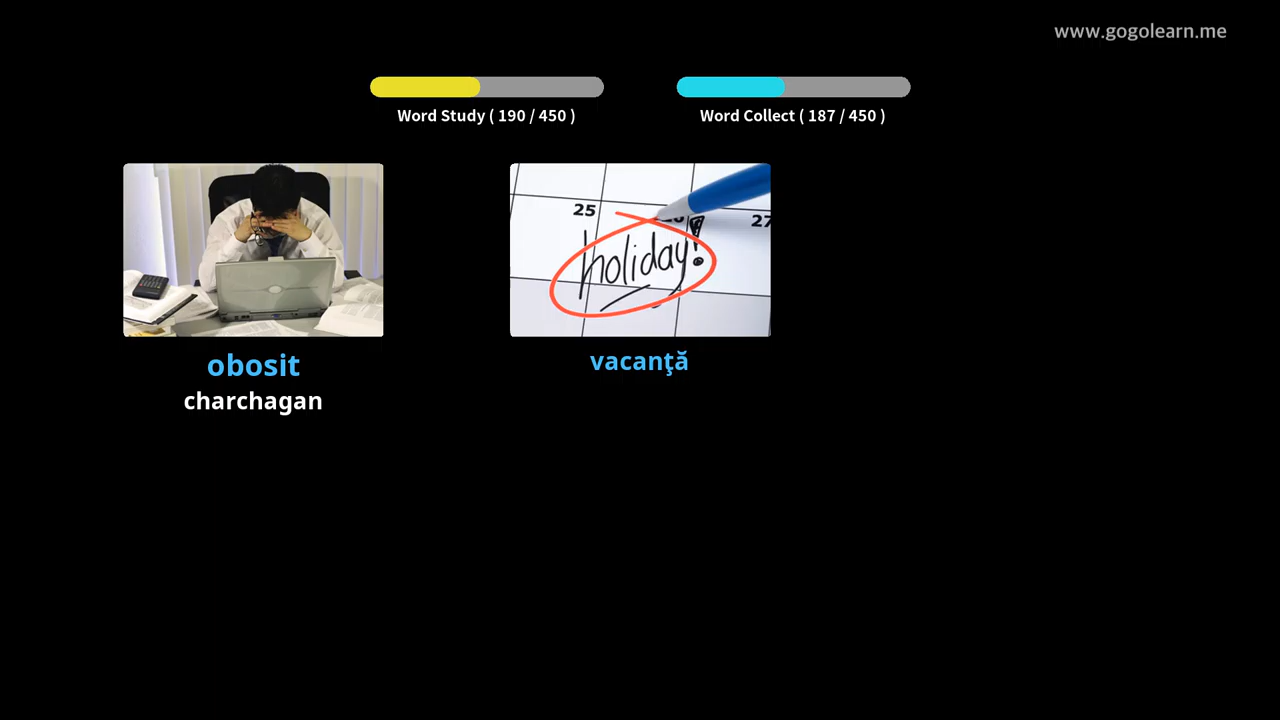 www.gogolearn.me
Word Study ( 190 / 450 )
Word Collect ( 187 / 450 )
25
27
holiday!
obosit
charchagan
vacanţă